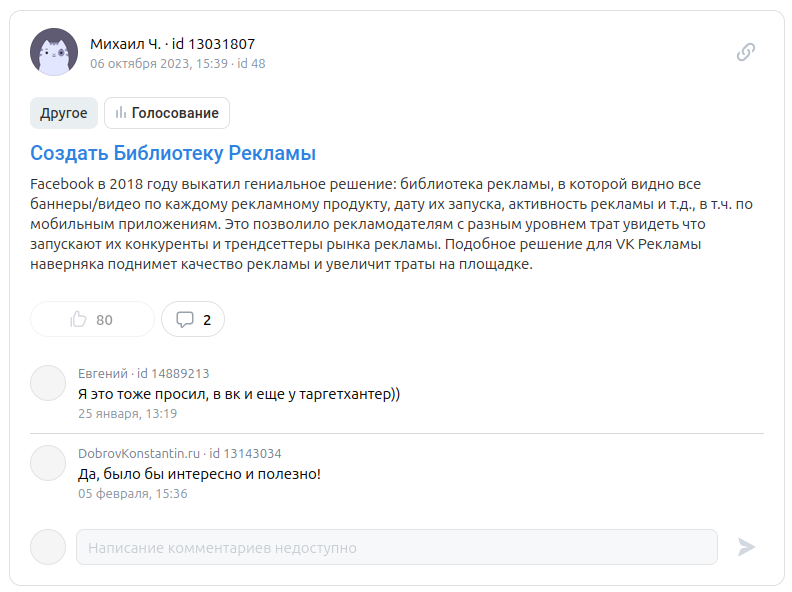 Михаил Ч. · id 13031807
06 октября 2023, 15:39 · id 48
Другое
Голосование
Создать Библиотеку Рекламы
Facebook в 2018 году выкатил гениальное решение: библиотека рекламы, в которой видно все
баннеры/видео по каждому рекламному продукту, дату их запуска, активность рекламы и т.д., в т.ч. по
мобильным приложениям. Это позволило рекламодателям с разным уровнем трат увидеть что
запускают их конкуренты и трендсеттеры рынка рекламы. Подобное решение для VK Рекламы
наверняка поднимет качество рекламы и увеличит траты на площадке.
80
2
Евгений · id 14889213
Я это тоже просил, в вк и еще у таргетхантер))
25 января, 13:19
DobrovKonstantin.ru · id 13143034
Да, было бы интересно и полезно!
05 февраля, 15:36
Написание комментариев недоступно